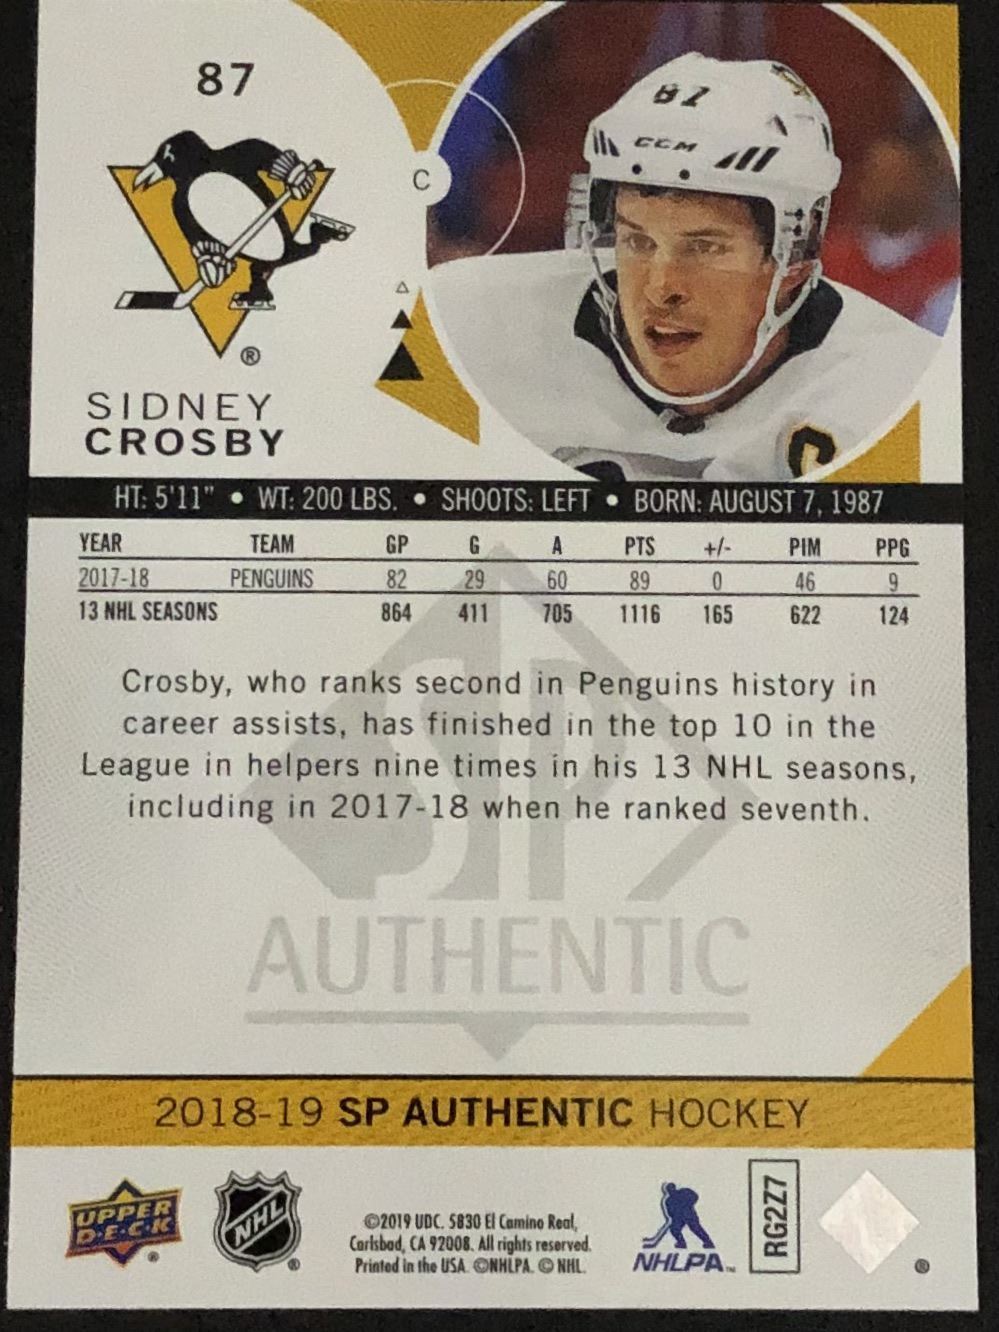 87
87
CCM
C
C
®
SIDNEY
CROSBY
HT: 5'11" • WT: 200 LBS. • SHOOTS: LEFT • BORN: AUGUST 7, 1987
YEAR TEAM GP G A PTS +/- PIM PPG
2017-18 PENGUINS 82 29 60 89 0 46 9
13 NHL SEASONS 864 411 705 1116 165 622 124
Crosby, who ranks second in Penguins history in
career assists, has finished in the top 10 in the
League in helpers nine times in his 13 NHL seasons,
including in 2017-18 when he ranked seventh.
SP
AUTHENTIC
2018-19 SP AUTHENTIC HOCKEY
UPPER
D·E·C·K
®
NHL
®
©2019 UDC. 5830 El Camino Real,
Carlsbad, CA 92008. All rights reserved.
Printed in the USA. ©NHLPA. © NHL.
NHLPA™
RG2Z7
®